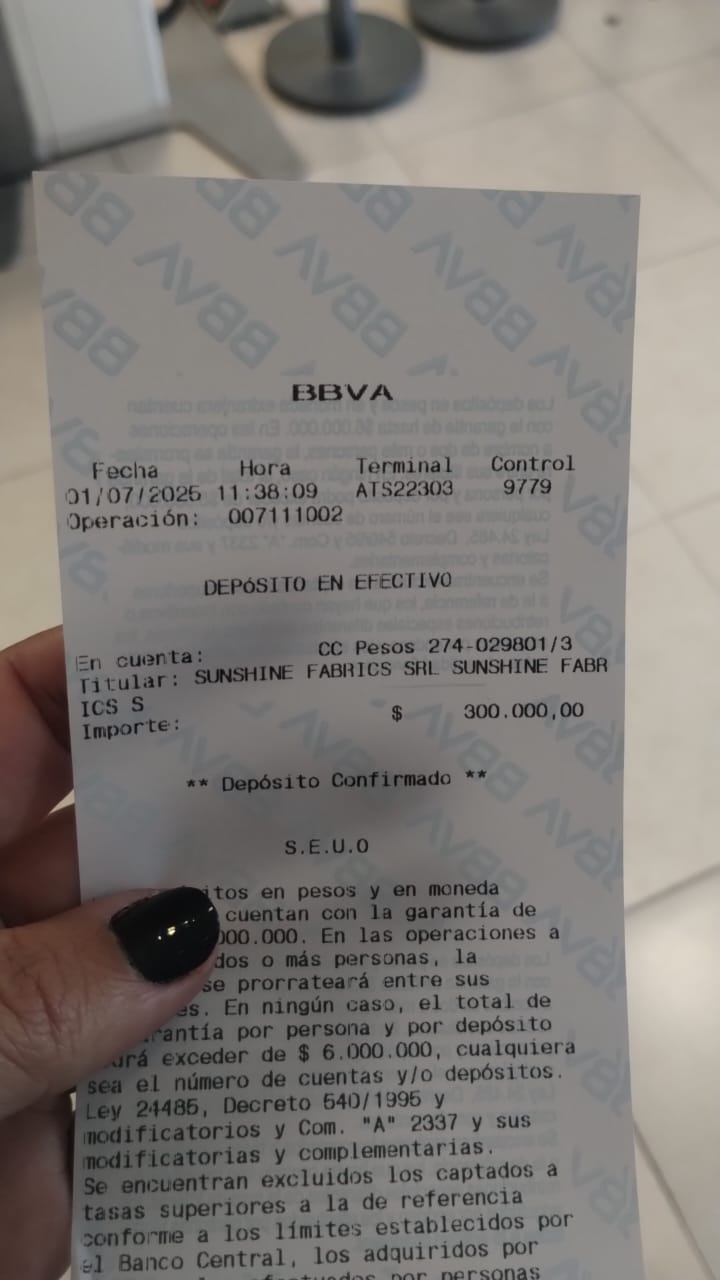 BBVA
Fecha Hora Terminal Control
01/07/2025 11:38:09 ATS22303 9779
Operación: 007111002
DEPóSITO EN EFECTIVO
En cuenta: CC Pesos 274-029801/3
Titular: SUNSHINE FABRICS SRL SUNSHINE FABR
ICS S
Importe: $ 300.000,00
** Depósito Confirmado **
S.E.U.O
en pesos y en moneda
cuentan con la garantía de
En las operaciones a
o más personas, la
se prorrateará entre sus
En ningún caso, el total de
por persona y por depósito
exceder de $ 6.000.000, cualquiera
sea el número de cuentas y/o depósitos.
Ley 24485, Decreto 540/1995 y
modificatorios y Com. "A" 2337 y sus
modificatorias y complementarias.
Se encuentran excluidos los captados a
tasas superiores a la de referencia
conforme a los límites establecidos por
el Banco Central, los adquiridos por
por personas